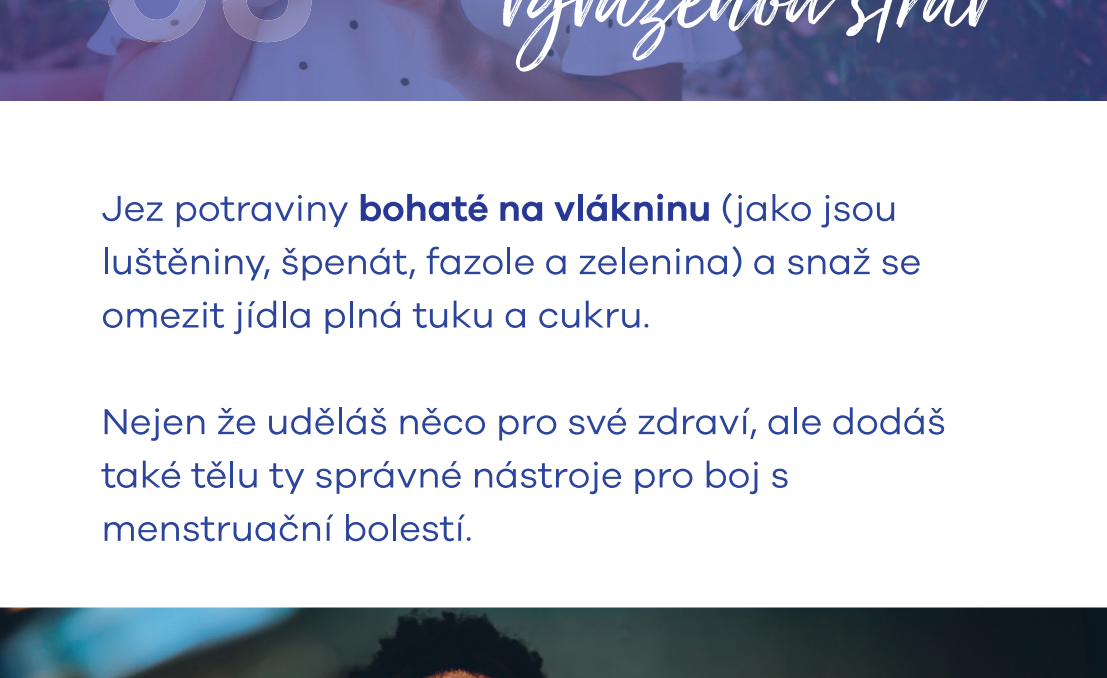 Jez potraviny bohaté na vlákninu (jako jsou
luštěniny, špenát, fazole a zelenina) a snaž se
omezit jídla plná tuku a cukru.
Nejen že uděláš něco pro své zdraví, ale dodáš
také tělu ty správné nástroje pro boj s
menstruační bolestí.